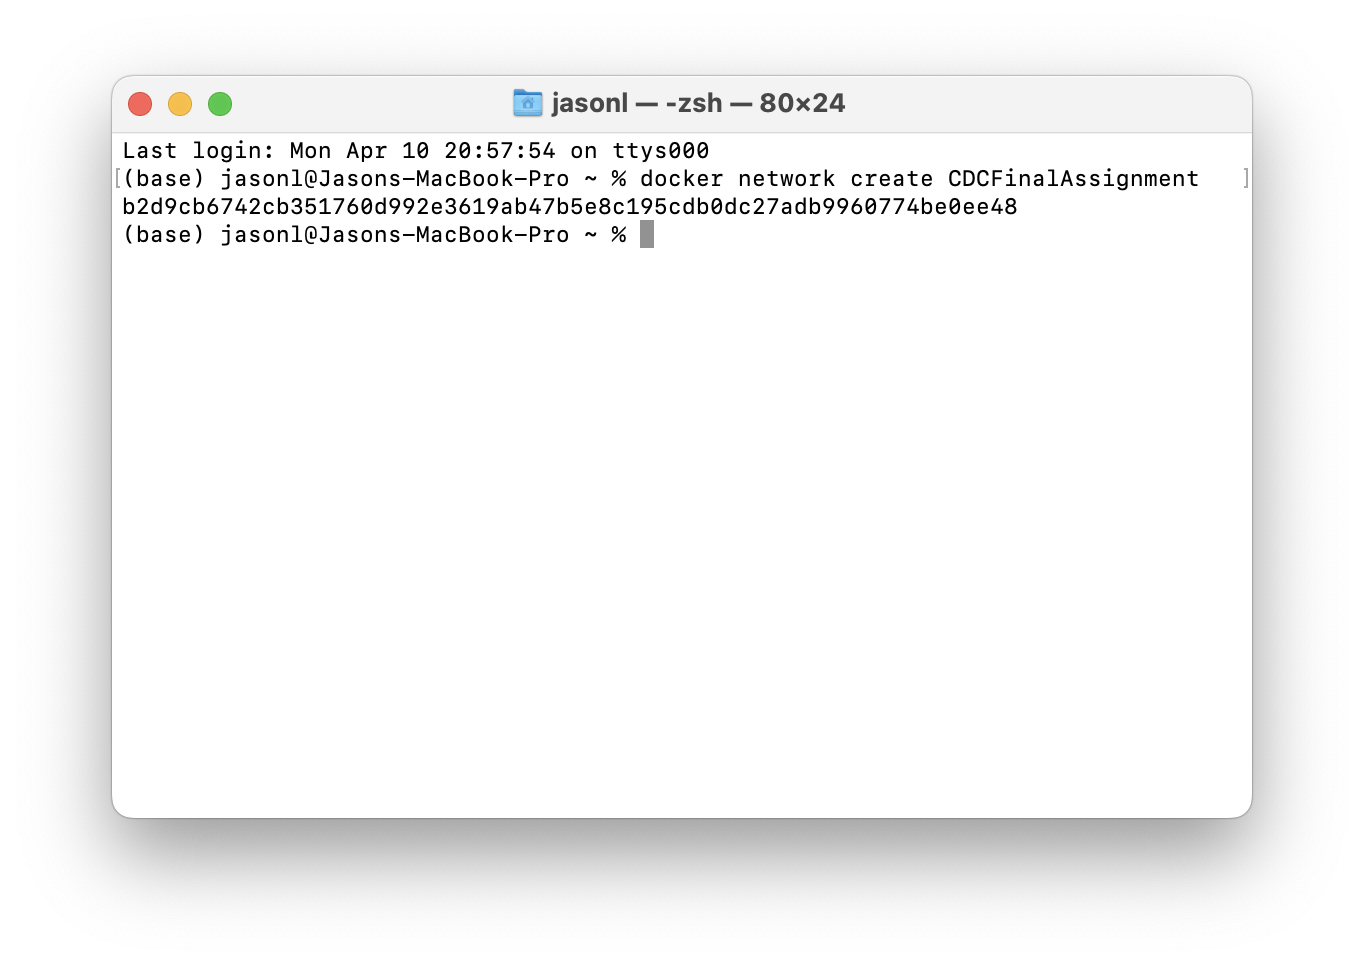 jasonl — -zsh — 80×24
Last login: Mon Apr 10 20:57:54 on ttys000
[(base) jasonl@Jasons-MacBook-Pro ~ % docker network create CDCFinalAssignment ]
b2d9cb6742cb351760d992e3619ab47b5e8c195cdb0dc27adb9960774be0ee48
(base) jasonl@Jasons-MacBook-Pro ~ %